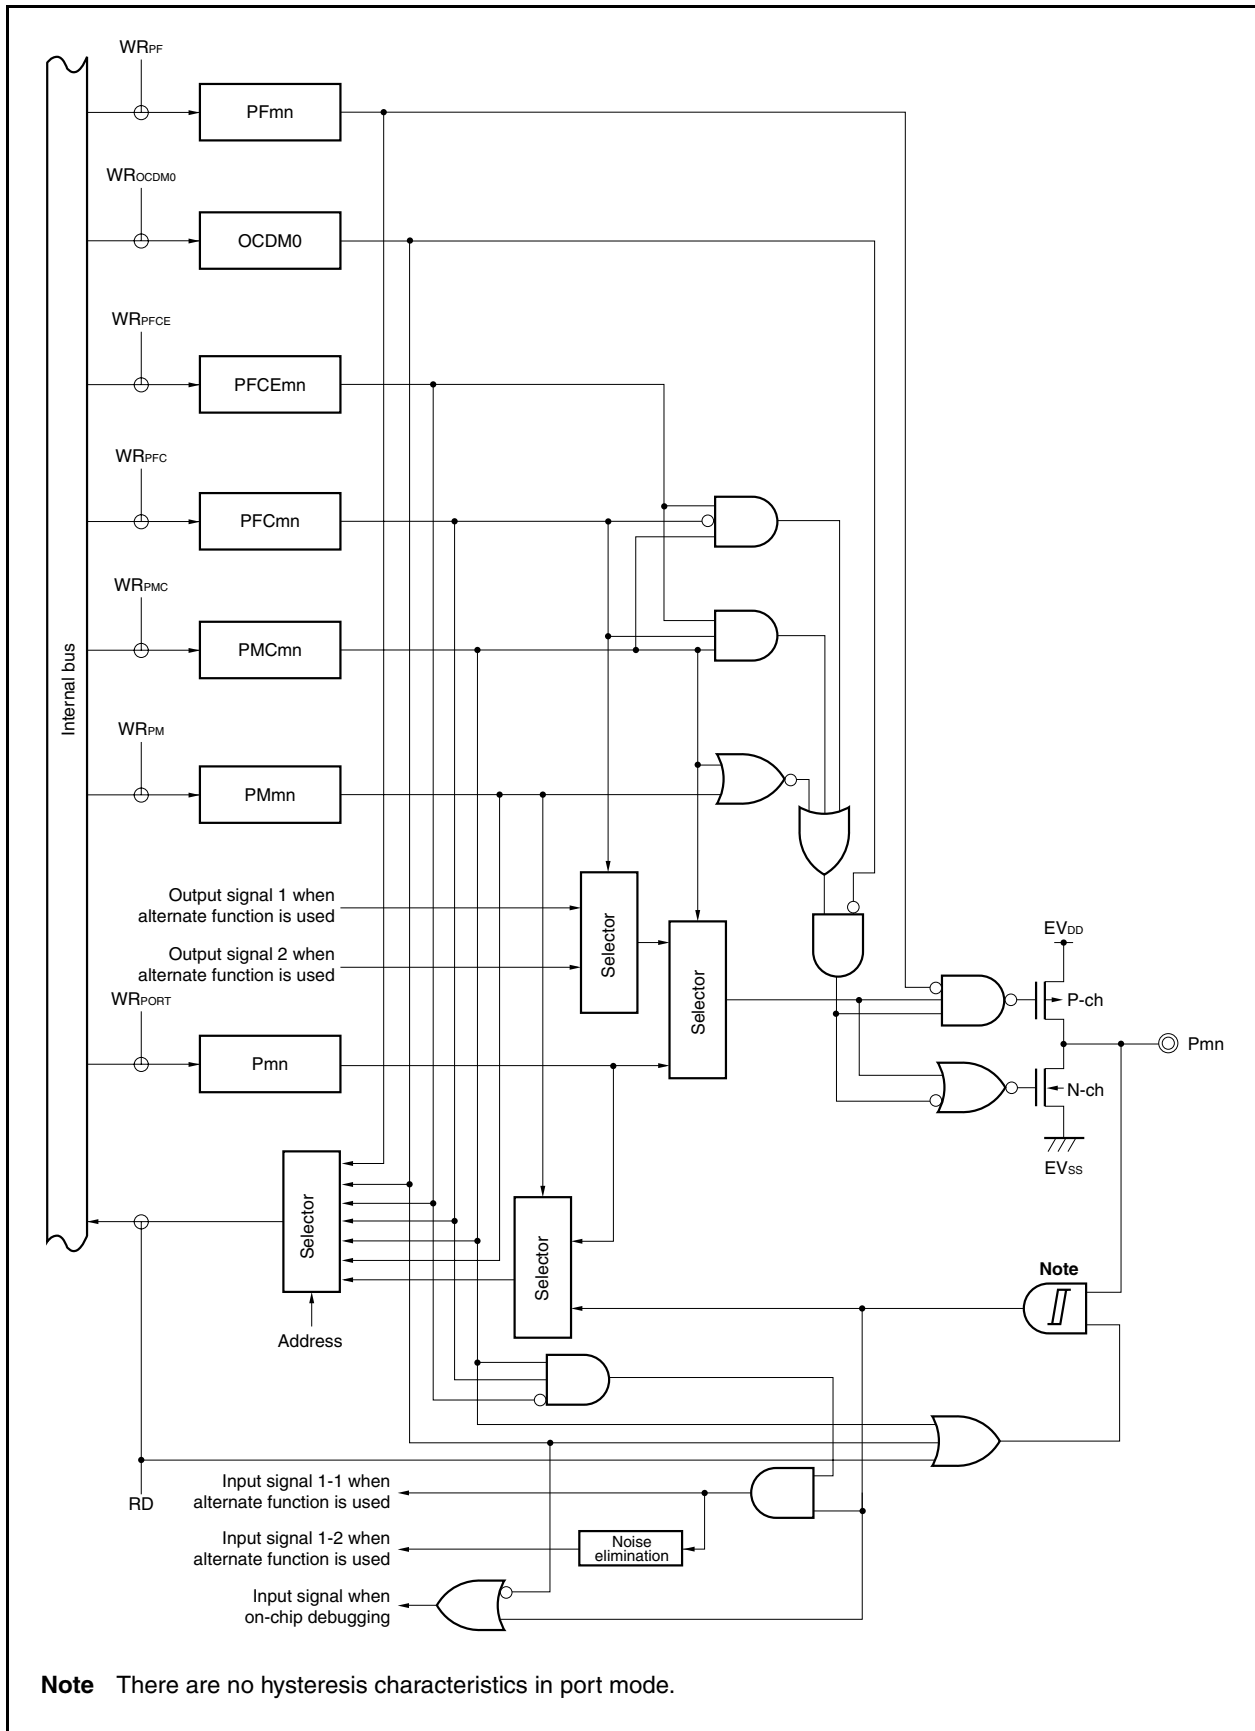 WRPF
PFmn
WROCDM0
OCDM0
WRPFCE
PFCEmn
WRPFC
PFCmn
WRPMC
PMCmn
Internal bus
WRPM
PMmn
Output signal 1 when
alternate function is used
Output signal 2 when
alternate function is used
Selector
Selector
EVDD
P-ch
WRPORT
Pmn
Pmn
N-ch
EVSS
Selector
Selector
Address
Note
RD
Input signal 1-1 when
alternate function is used
Input signal 1-2 when
alternate function is used
Noise
elimination
Input signal when
on-chip debugging
Note There are no hysteresis characteristics in port mode.